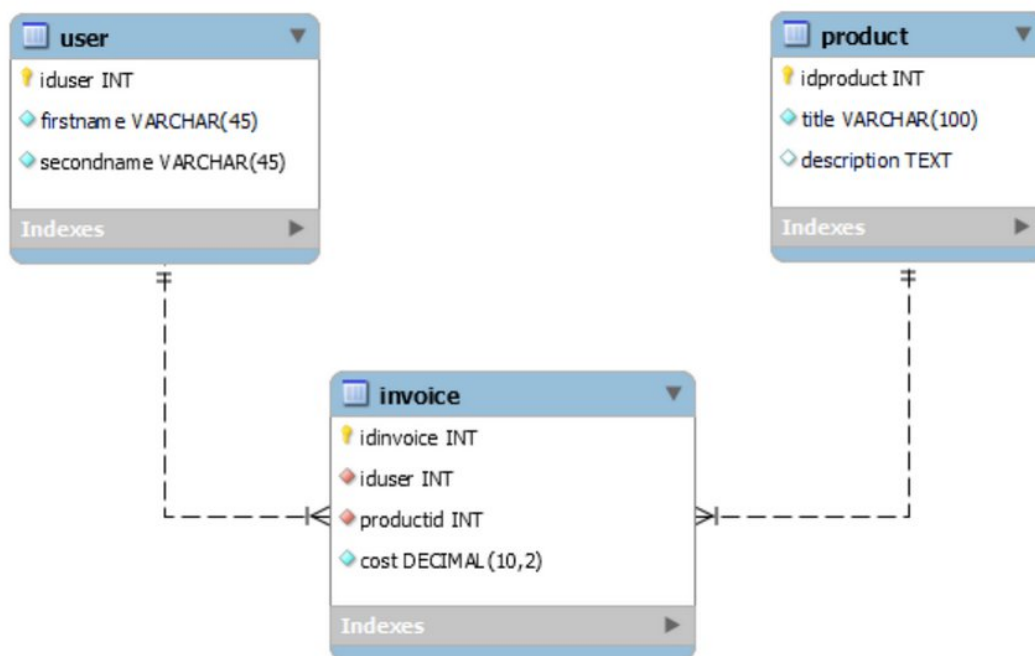 user
iduser INT
firstname VARCHAR(45)
secondname VARCHAR(45)
Indexes
product
idproduct INT
title VARCHAR(100)
description TEXT
Indexes
invoice
idinvoice INT
iduser INT
productid INT
cost DECIMAL(10,2)
Indexes